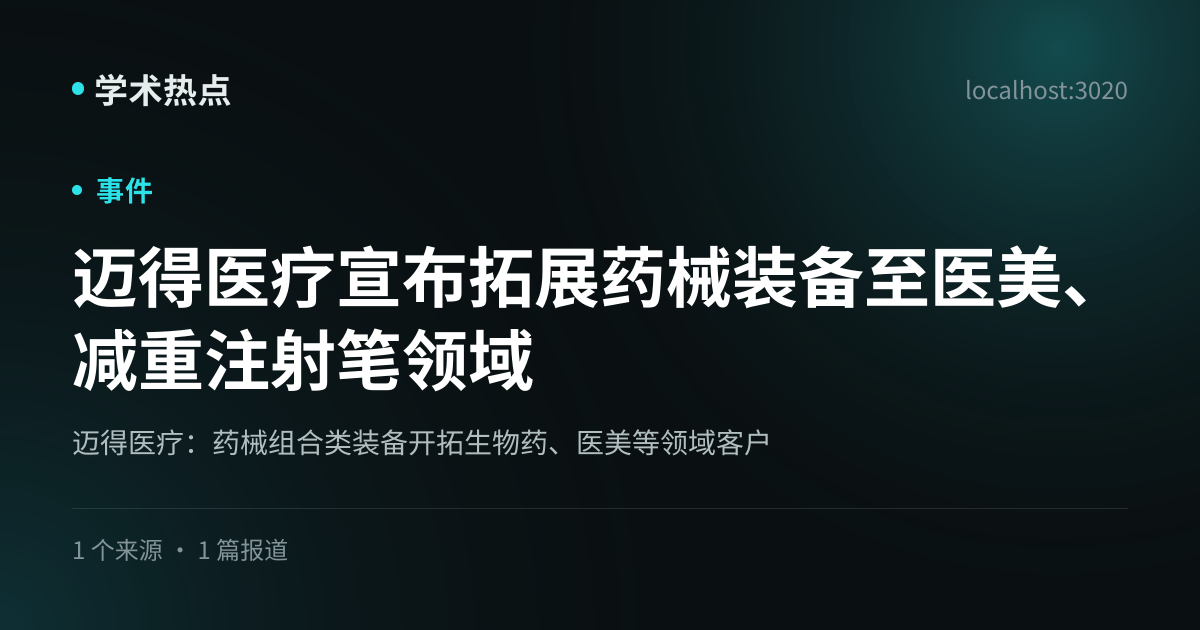 学术热点
localhost:3020
事件
迈得医疗宣布拓展药械装备至医美、
减重注射笔领域
迈得医疗：药械组合类装备开拓生物药、医美等领域客户
1 个来源 · 1 篇报道